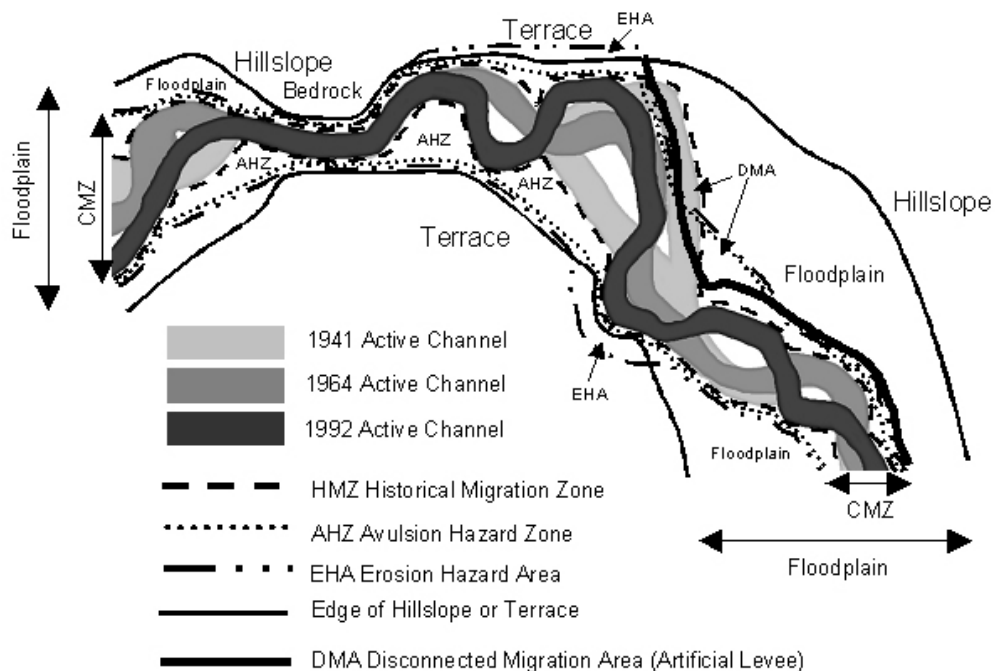 EHA
Terrace
Hillslope
Bedrock
Floodplain
AHZ
AHZ
AHZ
DMA
Hillslope
Floodplain
CMZ
Terrace
Floodplain
EHA
Floodplain
CMZ
Floodplain
1941 Active Channel
1964 Active Channel
1992 Active Channel
HMZ Historical Migration Zone
AHZ Avulsion Hazard Zone
EHA Erosion Hazard Area
Edge of Hillslope or Terrace
DMA Disconnected Migration Area (Artificial Levee)